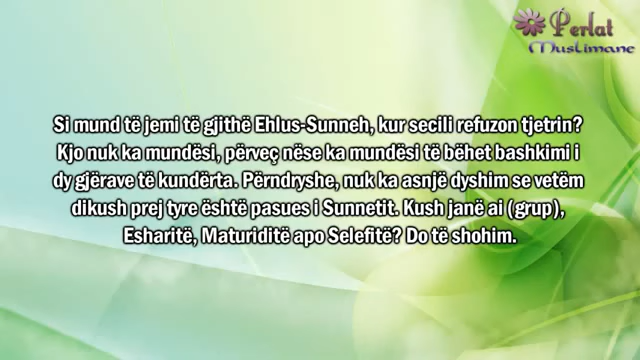 Perlat
Muslimane
Si mund të jemi të gjithë Ehlus-Sunneh, kur secili refuzon tjetrin?
Kjo nuk ka mundësi, përveç nëse ka mundësi të bëhet bashkimi i
dy gjërave të kundërta. Përndryshe, nuk ka asnjë dyshim se vetëm
dikush prej tyre është pasues i Sunnetit. Kush janë ai (grup),
Esharitë, Maturiditë apo Selefitë? Do të shohim.